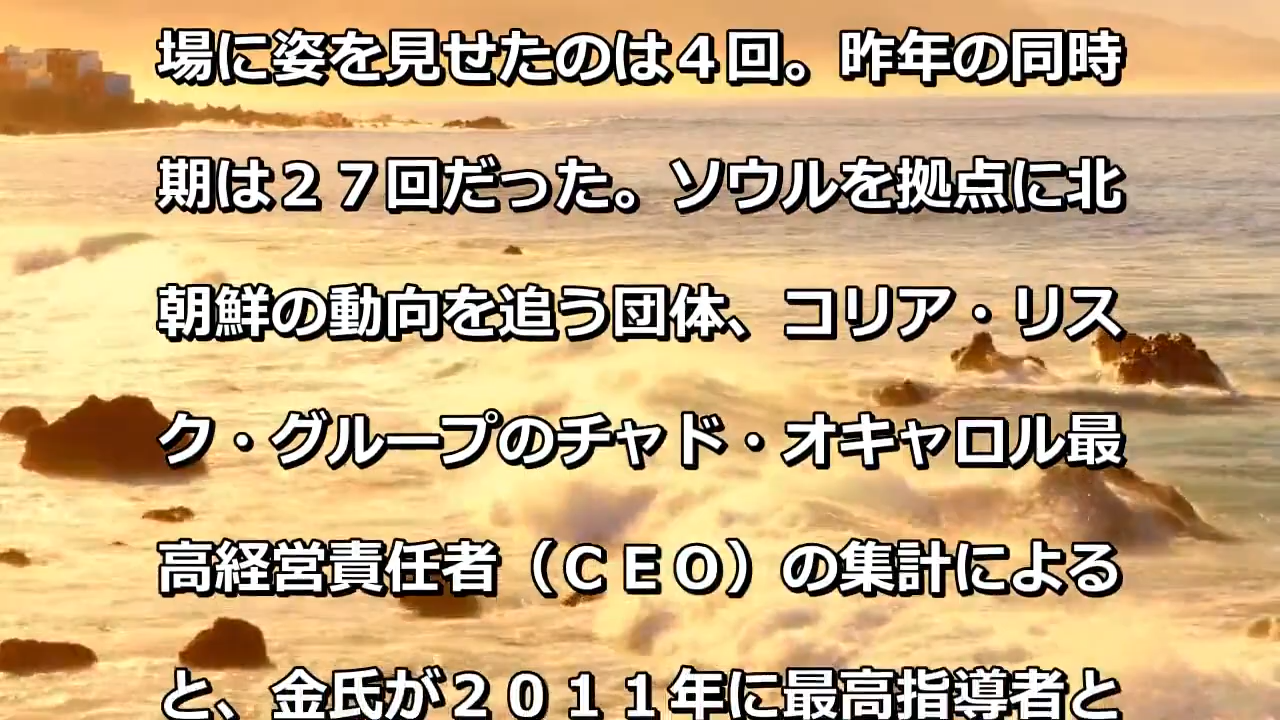 場に姿を見せたのは４回。昨年の同時
期は２７回だった。ソウルを拠点に北
朝鮮の動向を追う団体、コリア・リス
ク・グループのチャド・オキャロル最
高経営責任者（ＣＥＯ）の集計による
と、金氏が２０１１年に最高指導者と